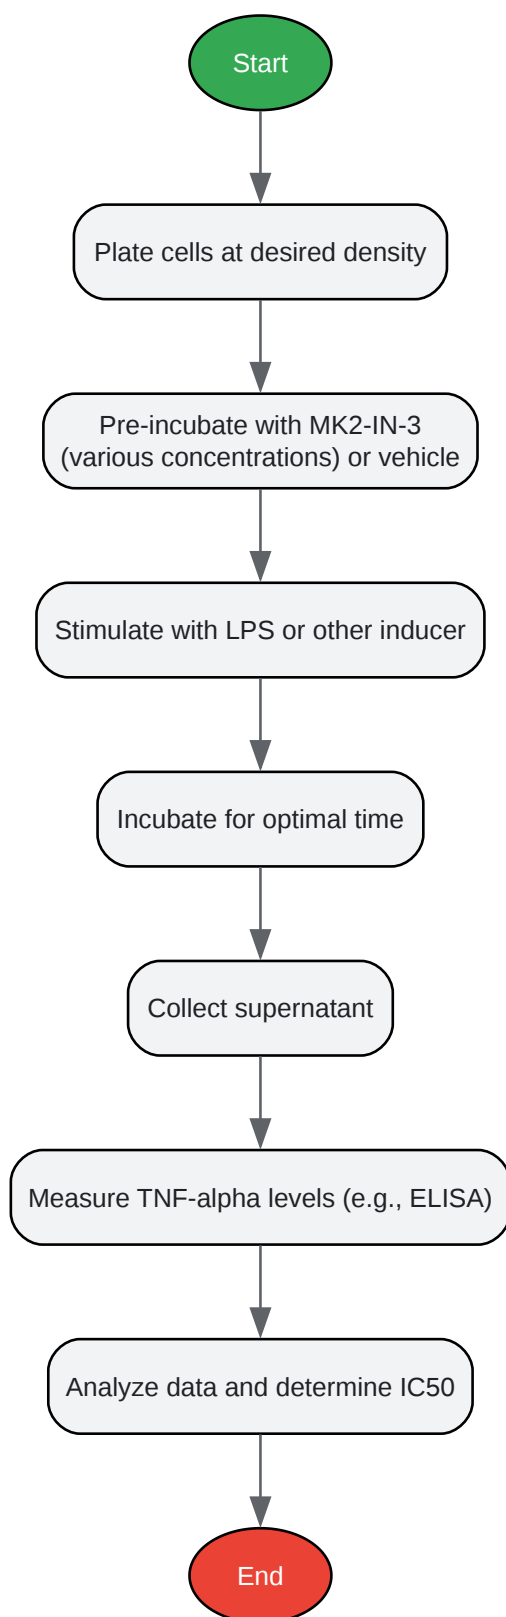 Start
Plate cells at desired density
Pre-incubate with MK2-IN-3
(various concentrations) or vehicle
Stimulate with LPS or other inducer
Incubate for optimal time
Collect supernatant
Measure TNF-alpha levels (e.g., ELISA)
Analyze data and determine IC50
End